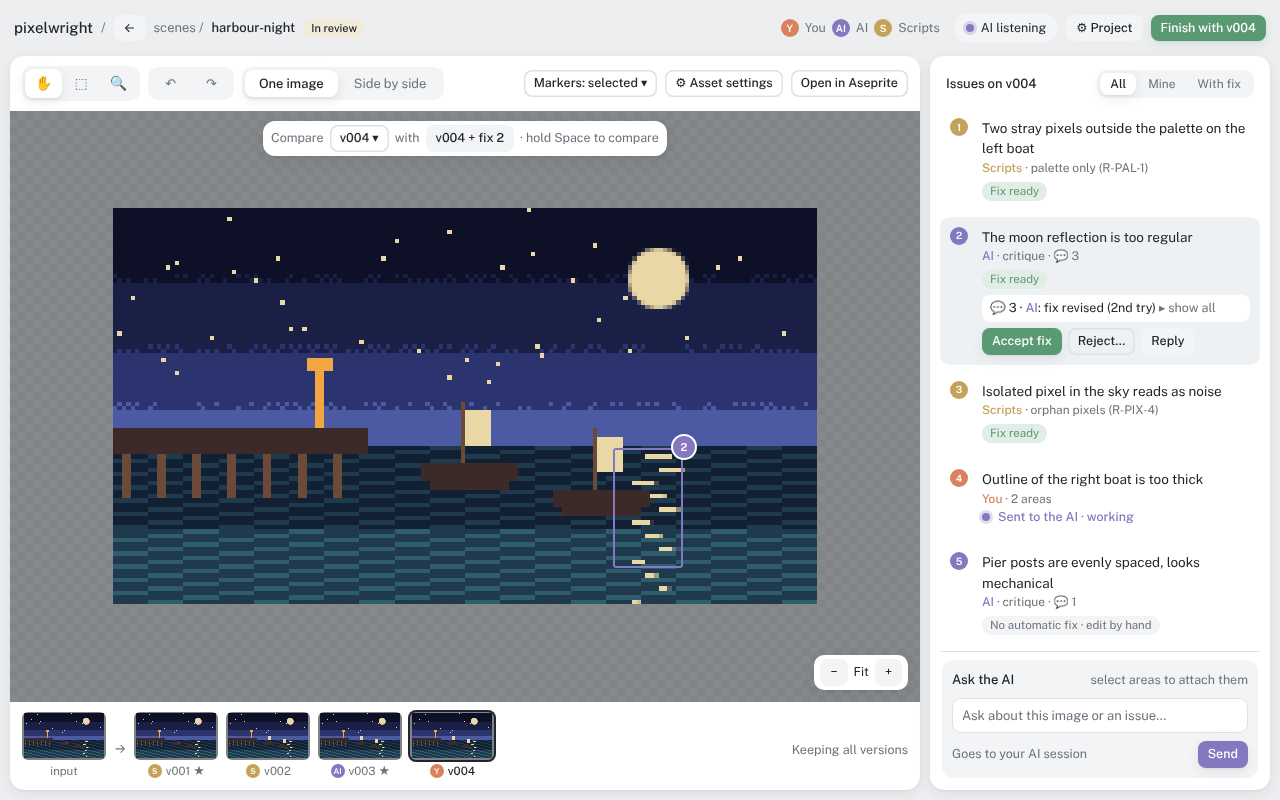 pixelwright / ← scenes / harbour-night In review
Y You AI AI S Scripts AI listening ⚙ Project Finish with v004
One image Side by side
Markers: selected ▾ ⚙ Asset settings Open in Aseprite
Compare v004 ▾ with v004 + fix 2 · hold Space to compare
2
− Fit +
input → S v001 ★ S v002 AI v003 ★ Y v004
Keeping all versions
Issues on v004 All Mine With fix
1 Two stray pixels outside the palette on the
left boat
Scripts · palette only (R-PAL-1)
Fix ready
2 The moon reflection is too regular
AI · critique · 💬 3
Fix ready
💬 3 · AI: fix revised (2nd try) ▸ show all
Accept fix Reject... Reply
3 Isolated pixel in the sky reads as noise
Scripts · orphan pixels (R-PIX-4)
Fix ready
4 Outline of the right boat is too thick
You · 2 areas
Sent to the AI · working
5 Pier posts are evenly spaced, looks
mechanical
AI · critique · 💬 1
No automatic fix · edit by hand
Ask the AI select areas to attach them
Ask about this image or an issue...
Goes to your AI session Send